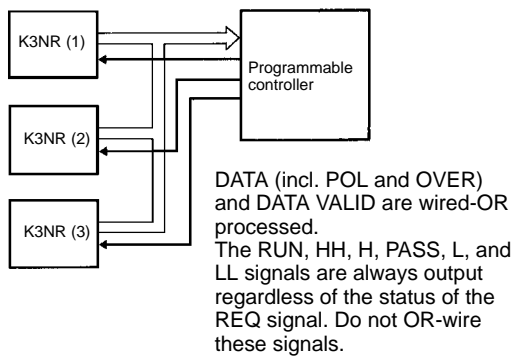 K3NR (1)
Programmable
controller
K3NR (2)
K3NR (3)
DATA (incl. POL and OVER)
and DATA VALID are wired-OR
processed.
The RUN, HH, H, PASS, L, and
LL signals are always output
regardless of the status of the
REQ signal. Do not OR-wire
these signals.